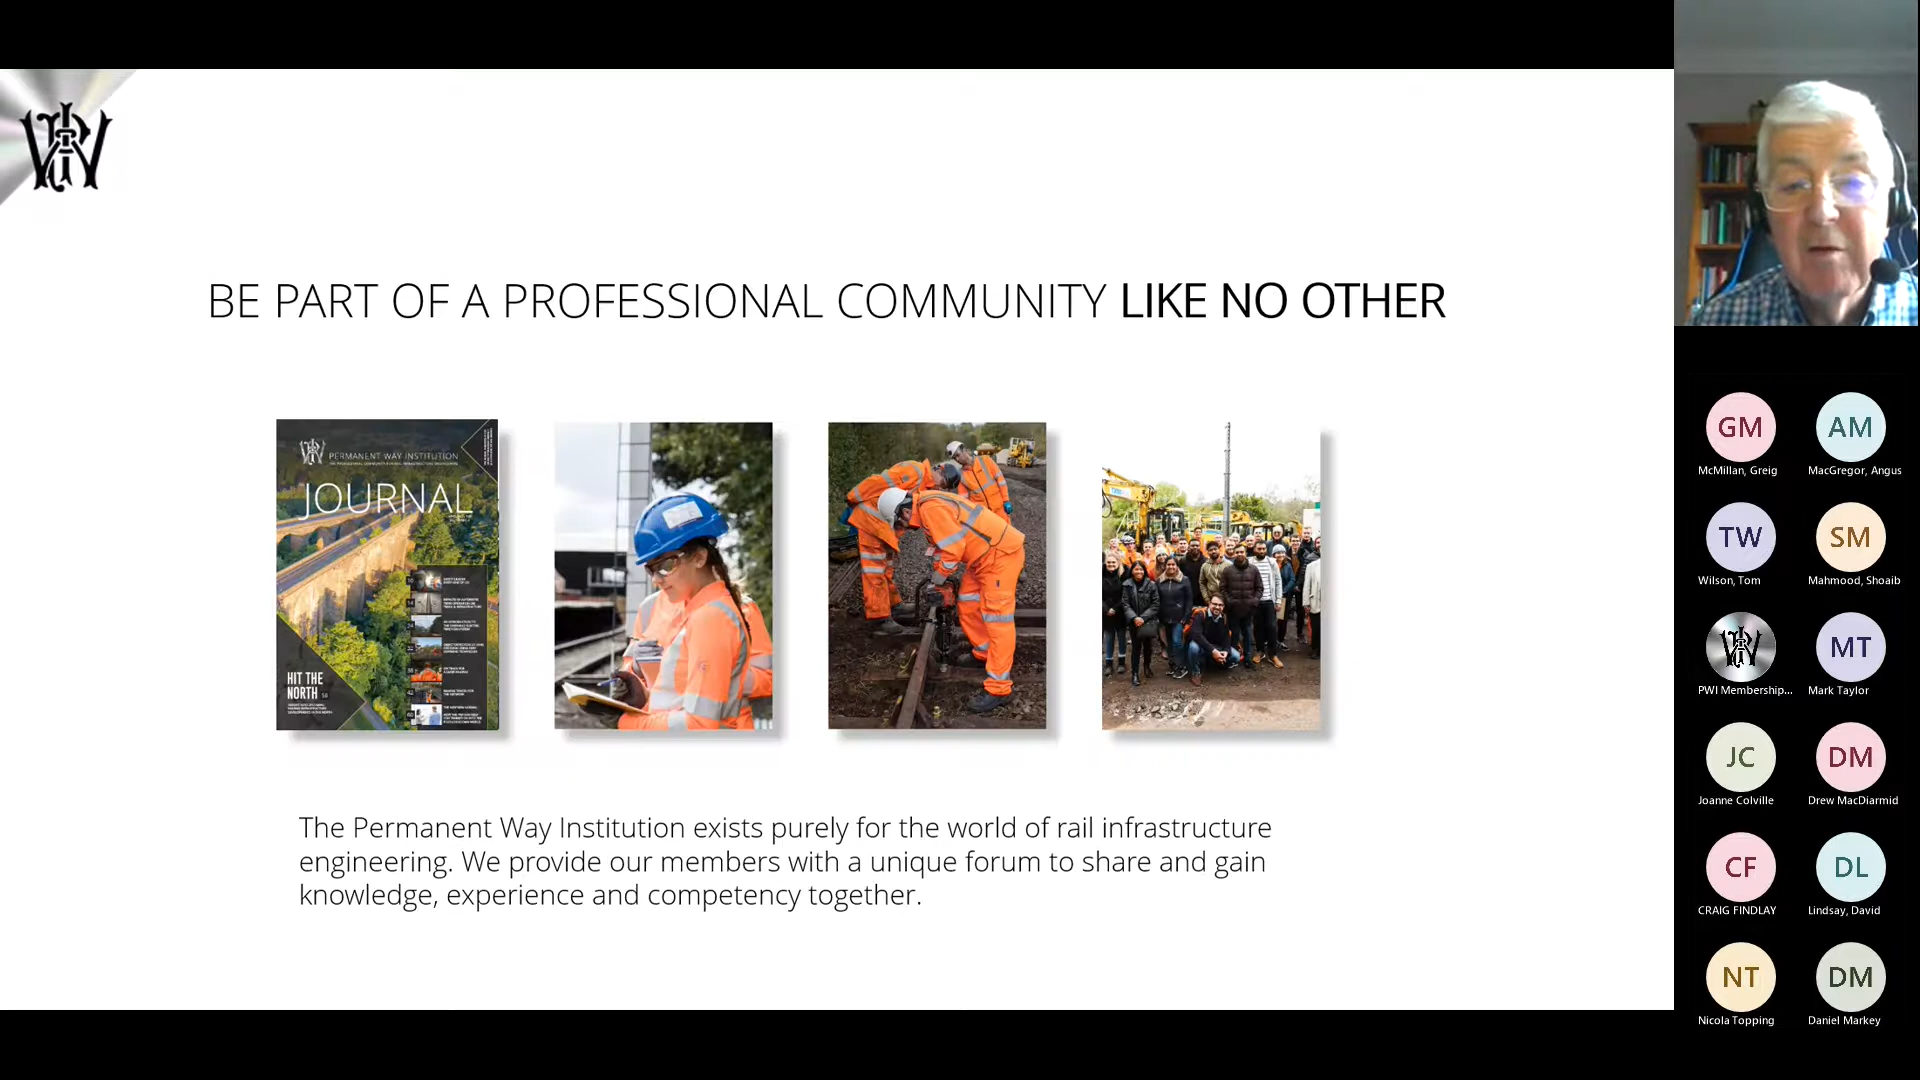 BE PART OF A PROFESSIONAL COMMUNITY LIKE NO OTHER
PERMANENT WAY INSTITUTION
JOURNAL
HIT THE
NORTH
The Permanent Way Institution exists purely for the world of rail infrastructure
engineering. We provide our members with a unique forum to share and gain
knowledge, experience and competency together.
GM
McMillan, Greig
AM
MacGregor, Angus
TW
Wilson, Tom
SM
Mahmood, Shoaib
PWI Membership...
MT
Mark Taylor
JC
Joanne Colville
DM
Drew MacDiarmid
CF
CRAIG FINDLAY
DL
Lindsay, David
NT
Nicola Topping
DM
Daniel Markey